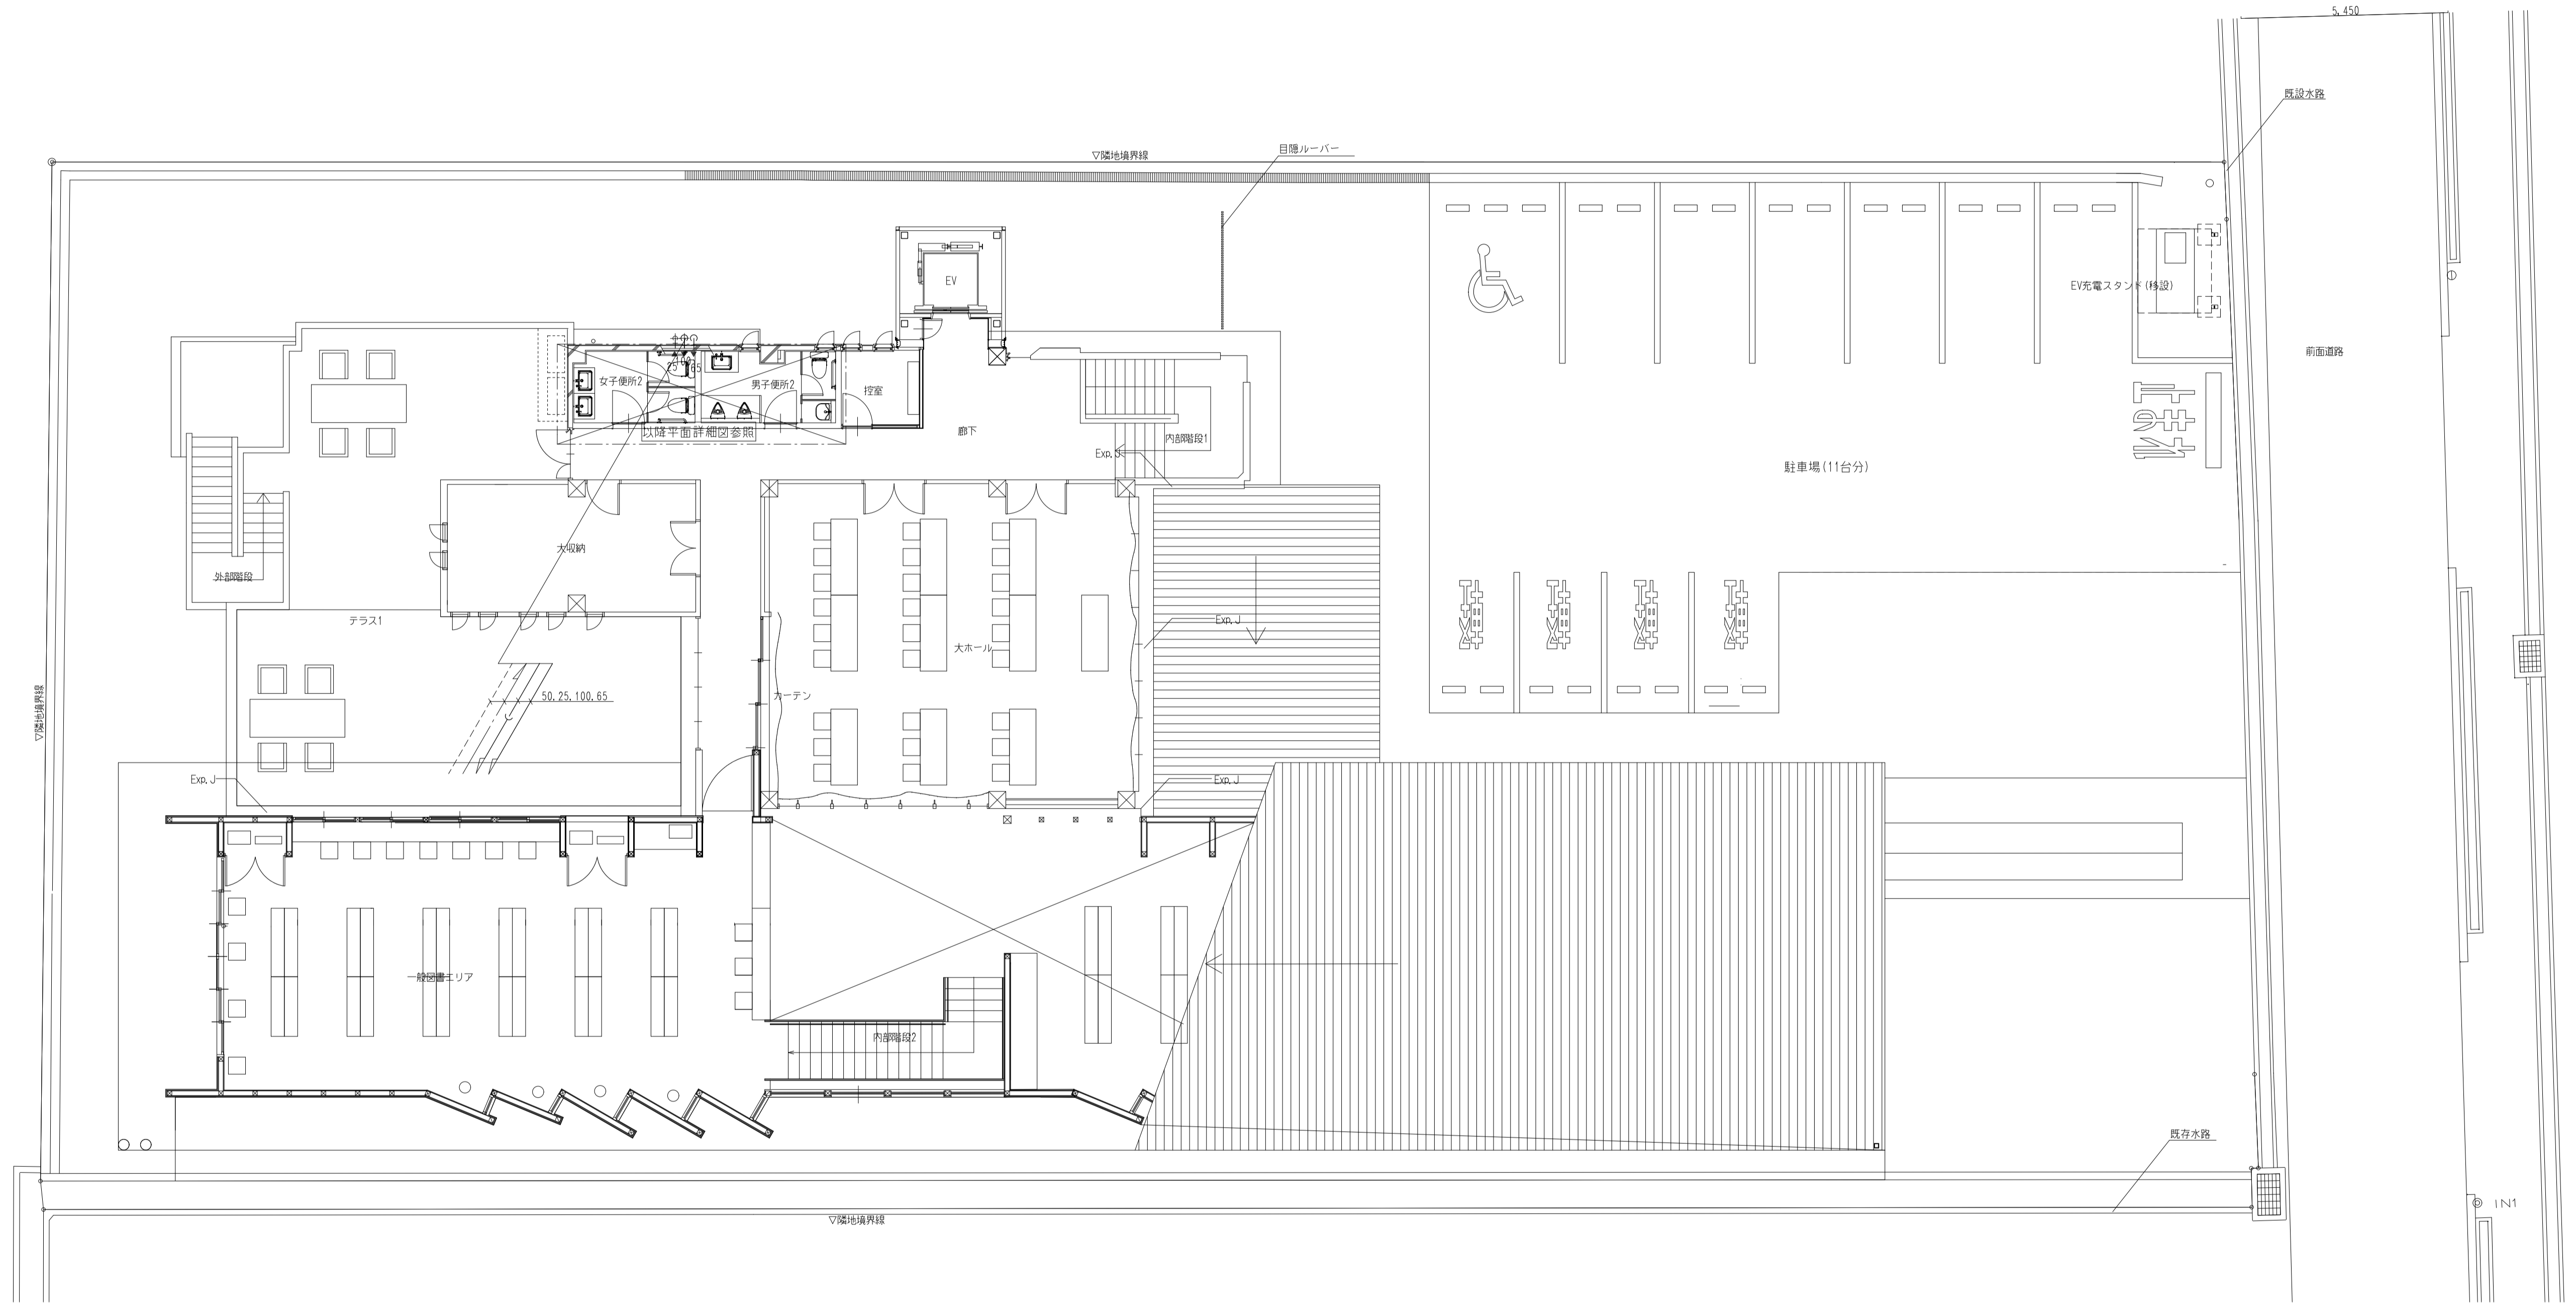 5,450
既設水路
▽隣地境界線
目隠ルーバー
EV
EV充電スタンド(移設)
前面道路
女子便所2
男子便所2
控室
以降平面詳細図参照
廊下
内部階段1
Exp.J
駐車場(11台分)
大収納
外部階段
テラス1
Exp.J
大ホール
カーテン
50.25.100.65
▽隣地境界線
Exp.J
Exp.J
一般図書エリア
内部階段2
既存水路
IN1
▽隣地境界線